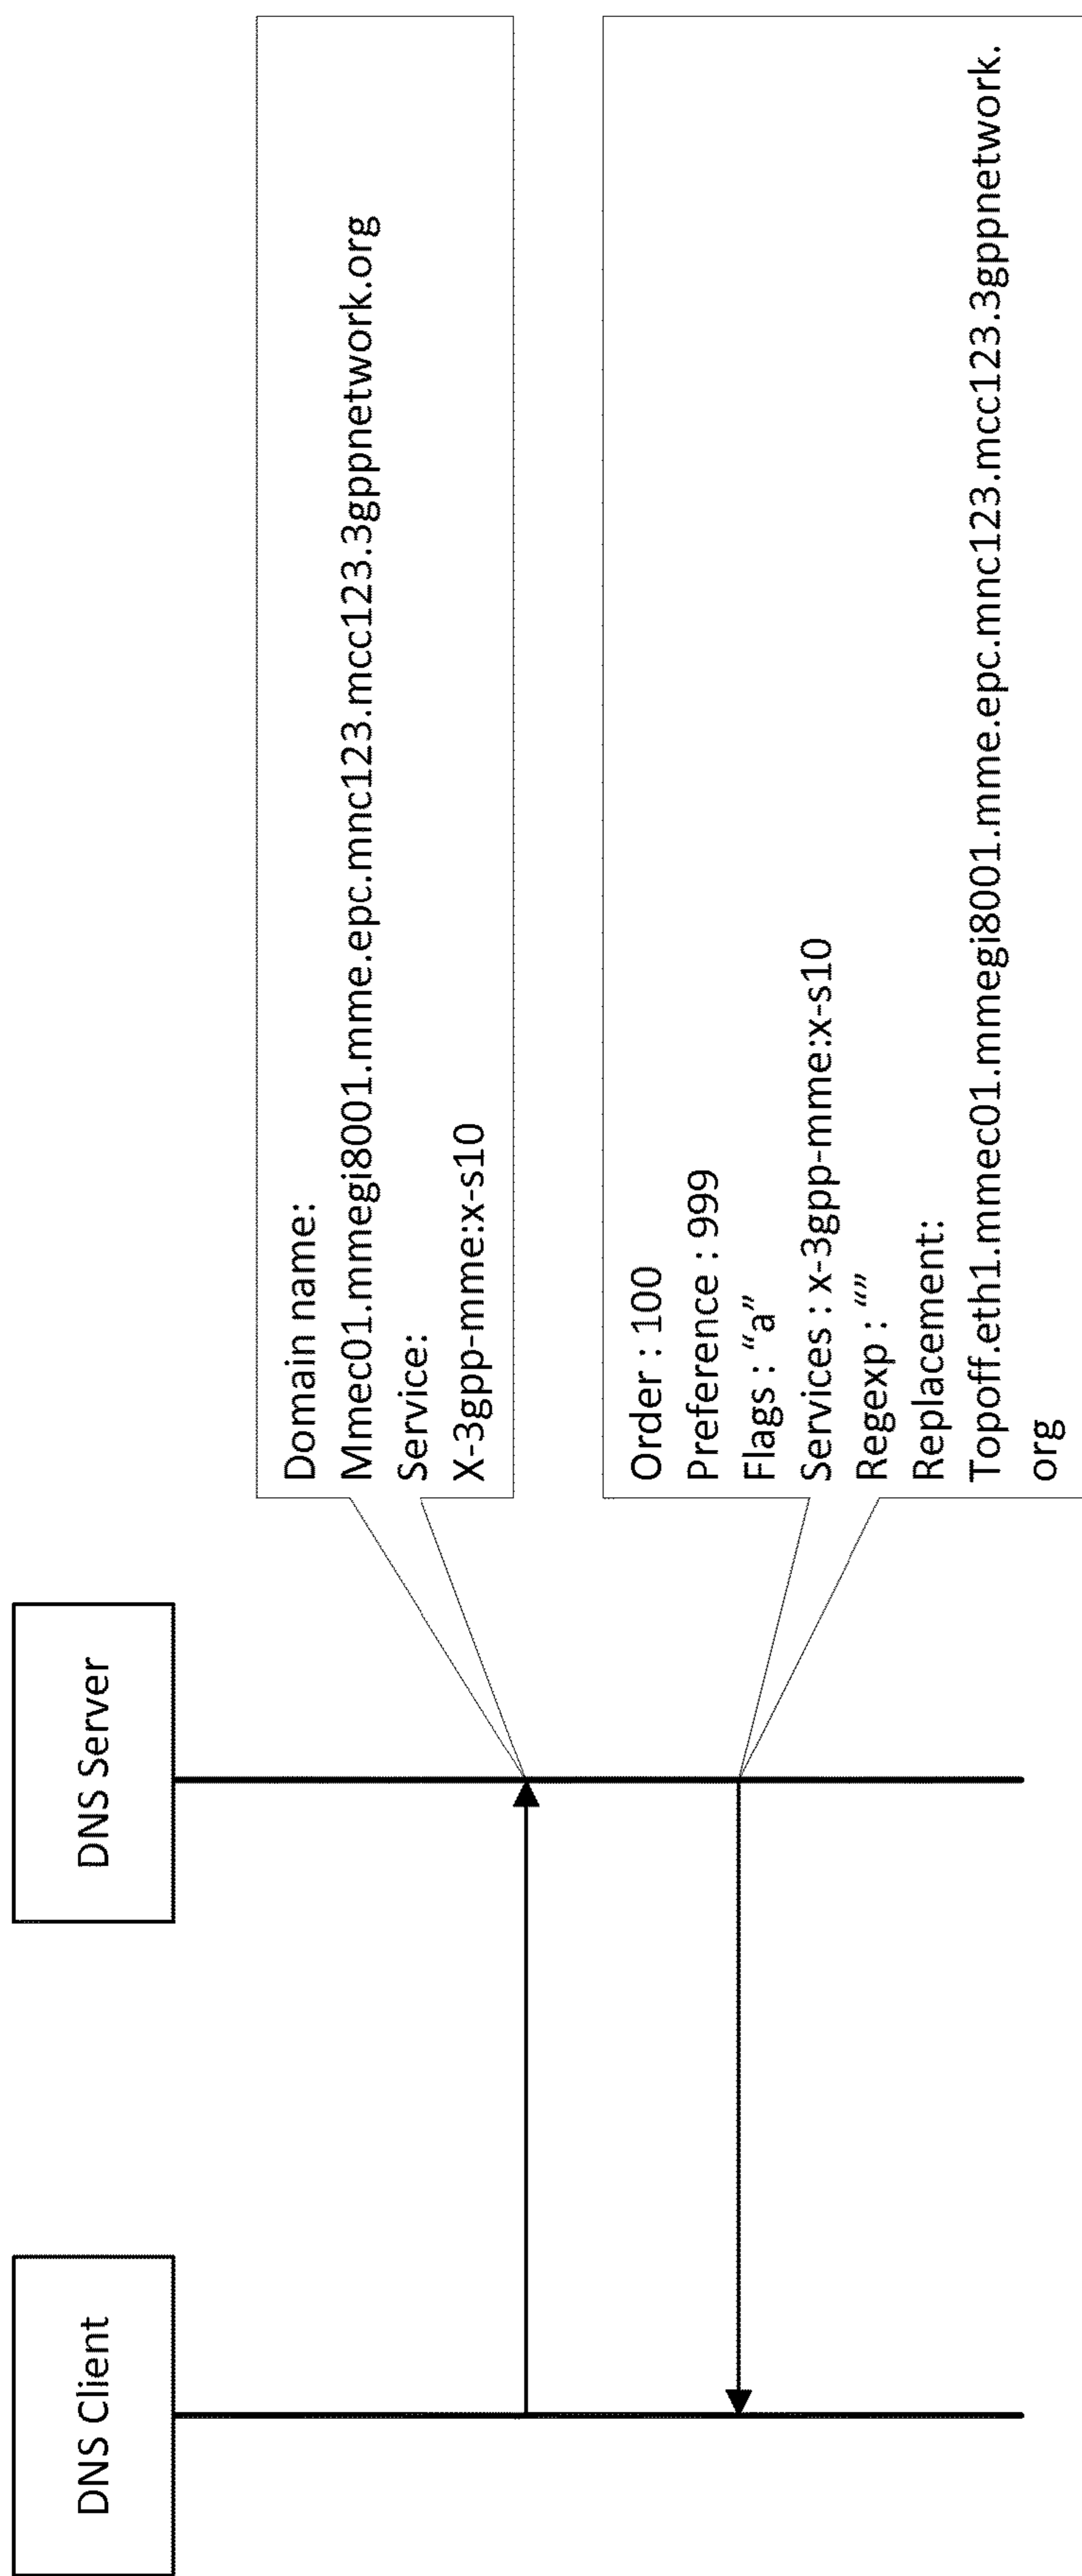 DNS Client
DNS Server
Domain name:
Mmec01.mmegi8001.mme.epc.mnc123.mcc123.3gppnetwork.org
Service:
X-3gpp-mme:x-s10
Order : 100
Preference : 999
Flags : “a”
Services : x-3gpp-mme:x-s10
Regexp : “”
Replacement:
Topoff.eth1.mmec01.mmegi8001.mme.epc.mnc123.mcc123.3gppnetwork.
org